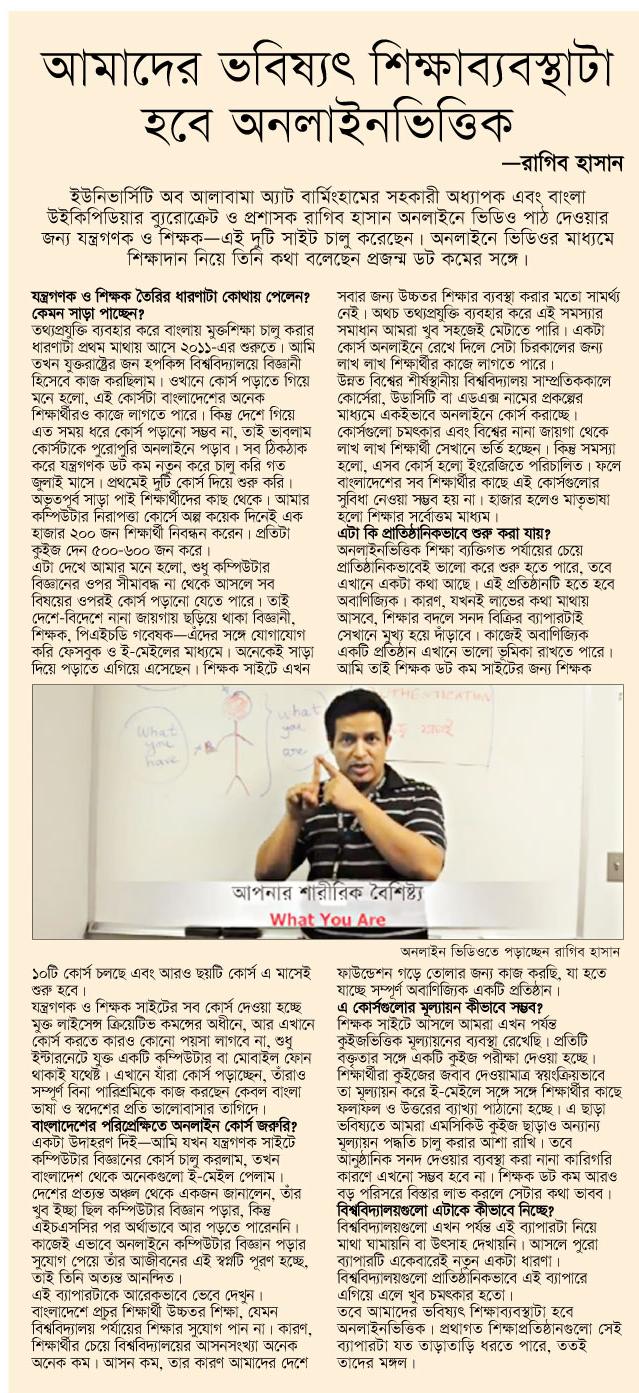 আমাদের ভবিষ্যৎ শিক্ষাব্যবস্থাটা
হবে অনলাইনভিত্তিক
—রাগিব হাসান
ইউনিভার্সিটি অব আলাবামা অ্যাট বার্মিংহামের সহকারী অধ্যাপক এবং বাংলা
উইকিপিডিয়ার ব্যুরোক্রেট ও প্রশাসক রাগিব হাসান অনলাইনে ভিডিও পাঠ দেওয়ার
জন্য যন্ত্রগণক ও শিক্ষক—এই দুটি সাইট চালু করেছেন। অনলাইনে ভিডিওর মাধ্যমে
শিক্ষাদান নিয়ে তিনি কথা বলেছেন প্রজন্ম ডট কমের সঙ্গে।
যন্ত্রগণক ও শিক্ষক তৈরির ধারণাটা কোথায় পেলেন?
কেমন সাড়া পাচ্ছেন?
তথ্যপ্রযুক্তি ব্যবহার করে বাংলায় মুক্তশিক্ষা চালু করার
ধারণাটা প্রথম মাথায় আসে ২০১১-এর শুরুতে। আমি
তখন যুক্তরাষ্ট্রের জন হপকিন্স বিশ্ববিদ্যালয়ে বিজ্ঞানী
হিসেবে কাজ করছিলাম। ওখানে কোর্স পড়াতে গিয়ে
মনে হলো, এই কোর্সটা বাংলাদেশের অনেক
শিক্ষার্থীরও কাজে লাগতে পারে। কিন্তু দেশে গিয়ে
এত সময় ধরে কোর্স পড়ানো সম্ভব না, তাই ভাবলাম
কোর্সটাকে পুরোপুরি অনলাইনে পড়াব। সব ঠিকঠাক
করে যন্ত্রগণক ডট কম নতুন করে চালু করি গত
জুলাই মাসে। প্রথমেই দুটি কোর্স দিয়ে শুরু করি।
অভূতপূর্ব সাড়া পাই শিক্ষার্থীদের কাছ থেকে। আমার
কম্পিউটার নিরাপত্তা কোর্সে অল্প কয়েক দিনেই এক
হাজার ২০০ জন শিক্ষার্থী নিবন্ধন করেন। প্রতিটা
কুইজ দেন ৫০০-৬০০ জন করে।
এটা দেখে আমার মনে হলো, শুধু কম্পিউটার
বিজ্ঞানের ওপর সীমাবদ্ধ না থেকে আসলে সব
বিষয়ের ওপরই কোর্স পড়ানো যেতে পারে। তাই
দেশে-বিদেশে নানা জায়গায় ছড়িয়ে থাকা বিজ্ঞানী,
শিক্ষক, পিএইচডি গবেষক—এঁদের সঙ্গে যোগাযোগ
করি ফেসবুক ও ই-মেইলের মাধ্যমে। অনেকেই সাড়া
দিয়ে পড়াতে এগিয়ে এসেছেন। শিক্ষক সাইটে এখন
সবার জন্য উচ্চতর শিক্ষার ব্যবস্থা করার মতো সামর্থ্য
নেই। অথচ তথ্যপ্রযুক্তি ব্যবহার করে এই সমস্যার
সমাধান আমরা খুব সহজেই মেটাতে পারি। একটা
কোর্স অনলাইনে রেখে দিলে সেটা চিরকালের জন্য
লাখ লাখ শিক্ষার্থীর কাজে লাগতে পারে।
উন্নত বিশ্বের শীর্ষস্থানীয় বিশ্ববিদ্যালয় সাম্প্রতিককালে
কোর্সেরা, উডাসিটি বা এডএক্স নামের প্রকল্পের
মাধ্যমে একইভাবে অনলাইনে কোর্স করাচ্ছে।
কোর্সগুলো চমৎকার এবং বিশ্বের নানা জায়গা থেকে
লাখ লাখ শিক্ষার্থী সেখানে ভর্তি হচ্ছেন। কিন্তু সমস্যা
হলো, এসব কোর্স হলো ইংরেজিতে পরিচালিত। ফলে
বাংলাদেশের সব শিক্ষার্থীর কাছে এই কোর্সগুলোর
সুবিধা নেওয়া সম্ভব হয় না। হাজার হলেও মাতৃভাষা
হলো শিক্ষার সর্বোত্তম মাধ্যম।
এটা কি প্রাতিষ্ঠানিকভাবে শুরু করা যায়?
অনলাইনভিত্তিক শিক্ষা ব্যক্তিগত পর্যায়ের চেয়ে
প্রাতিষ্ঠানিকভাবেই ভালো করে শুরু হতে পারে, তবে
এখানে একটা কথা আছে। এই প্রতিষ্ঠানটি হতে হবে
অবাণিজ্যিক। কারণ, যখনই লাভের কথা মাথায়
আসবে, শিক্ষার বদলে সনদ বিক্রির ব্যাপারটাই
সেখানে মুখ্য হয়ে দাঁড়াবে। কাজেই অবাণিজ্যিক
একটি প্রতিষ্ঠান এখানে ভালো ভূমিকা রাখতে পারে।
আমি তাই শিক্ষক ডট কম সাইটের জন্য শিক্ষক
What
you
have
What
you
are
আপনার শারীরিক বৈশিষ্ট্য
What You Are
অনলাইন ভিডিওতে পড়াচ্ছেন রাগিব হাসান
১০টি কোর্স চলছে এবং আরও ছয়টি কোর্স এ মাসেই
শুরু হবে।
যন্ত্রগণক ও শিক্ষক সাইটের সব কোর্স দেওয়া হচ্ছে
মুক্ত লাইসেন্স ক্রিয়েটিভ কমন্সের অধীনে, আর এখানে
কোর্স করতে কারও কোনো পয়সা লাগবে না, শুধু
ইন্টারনেটে যুক্ত একটি কম্পিউটার বা মোবাইল ফোন
থাকাই যথেষ্ট। এখানে যাঁরা কোর্স পড়াচ্ছেন, তাঁরাও
সম্পূর্ণ বিনা পারিশ্রমিকে কাজ করছেন কেবল বাংলা
ভাষা ও স্বদেশের প্রতি ভালোবাসার তাগিদে।
বাংলাদেশের পরিপ্রেক্ষিতে অনলাইন কোর্স জরুরি?
একটা উদাহরণ দিই—আমি যখন যন্ত্রগণক সাইটে
কম্পিউটার বিজ্ঞানের কোর্স চালু করলাম, তখন
বাংলাদেশ থেকে অনেকগুলো ই-মেইল পেলাম।
দেশের প্রত্যন্ত অঞ্চল থেকে একজন জানালেন, তাঁর
খুব ইচ্ছা ছিল কম্পিউটার বিজ্ঞান পড়ার, কিন্তু
এইচএসসির পর অর্থাভাবে আর পড়তে পারেননি।
কাজেই এভাবে অনলাইনে কম্পিউটার বিজ্ঞান পড়ার
সুযোগ পেয়ে তাঁর আজীবনের এই স্বপ্নটি পূরণ হচ্ছে,
তাই তিনি অত্যন্ত আনন্দিত।
এই ব্যাপারটাকে আরেকভাবে ভেবে দেখুন।
বাংলাদেশে প্রচুর শিক্ষার্থী উচ্চতর শিক্ষা, যেমন
বিশ্ববিদ্যালয় পর্যায়ের শিক্ষার সুযোগ পান না। কারণ,
শিক্ষার্থীর চেয়ে বিশ্ববিদ্যালয়ের আসনসংখ্যা অনেক
অনেক কম। আসন কম, তার কারণ আমাদের দেশে
ফাউন্ডেশন গড়ে তোলার জন্য কাজ করছি, যা হতে
যাচ্ছে সম্পূর্ণ অবাণিজ্যিক একটি প্রতিষ্ঠান।
এ কোর্সগুলোর মূল্যায়ন কীভাবে সম্ভব?
শিক্ষক সাইটে আসলে আমরা এখন পর্যন্ত
কুইজভিত্তিক মূল্যায়নের ব্যবস্থা রেখেছি। প্রতিটি
বক্তৃতার সঙ্গে একটি কুইজ পরীক্ষা দেওয়া হচ্ছে।
শিক্ষার্থীরা কুইজের জবাব দেওয়ামাত্র স্বয়ংক্রিয়ভাবে
তা মূল্যায়ন করে ই-মেইলে সঙ্গে সঙ্গে শিক্ষার্থীর কাছে
ফলাফল ও উত্তরের ব্যাখ্যা পাঠানো হচ্ছে। এ ছাড়া
ভবিষ্যতে আমরা এমসিকিউ কুইজ ছাড়াও অন্যান্য
মূল্যায়ন পদ্ধতি চালু করার আশা রাখি। তবে
আনুষ্ঠানিক সনদ দেওয়ার ব্যবস্থা করা নানা কারিগরি
কারণে এখনো সম্ভব হবে না। শিক্ষক ডট কম আরও
বড় পরিসরে বিস্তার লাভ করলে সেটার কথা ভাবব।
বিশ্ববিদ্যালয়গুলো এটাকে কীভাবে নিচ্ছে?
বিশ্ববিদ্যালয়গুলো এখন পর্যন্ত এই ব্যাপারটা নিয়ে
মাথা ঘামায়নি বা উৎসাহ দেখায়নি। আসলে পুরো
ব্যাপারটি একেবারেই নতুন একটা ধারণা।
বিশ্ববিদ্যালয়গুলো প্রাতিষ্ঠানিকভাবে এই ব্যাপারে
এগিয়ে এলে খুব চমৎকার হতো।
তবে আমাদের ভবিষ্যৎ শিক্ষাব্যবস্থাটা হবে
অনলাইনভিত্তিক। প্রথাগত শিক্ষাপ্রতিষ্ঠানগুলো সেই
ব্যাপারটা যত তাড়াতাড়ি ধরতে পারে, ততই
তাদের মঙ্গল।